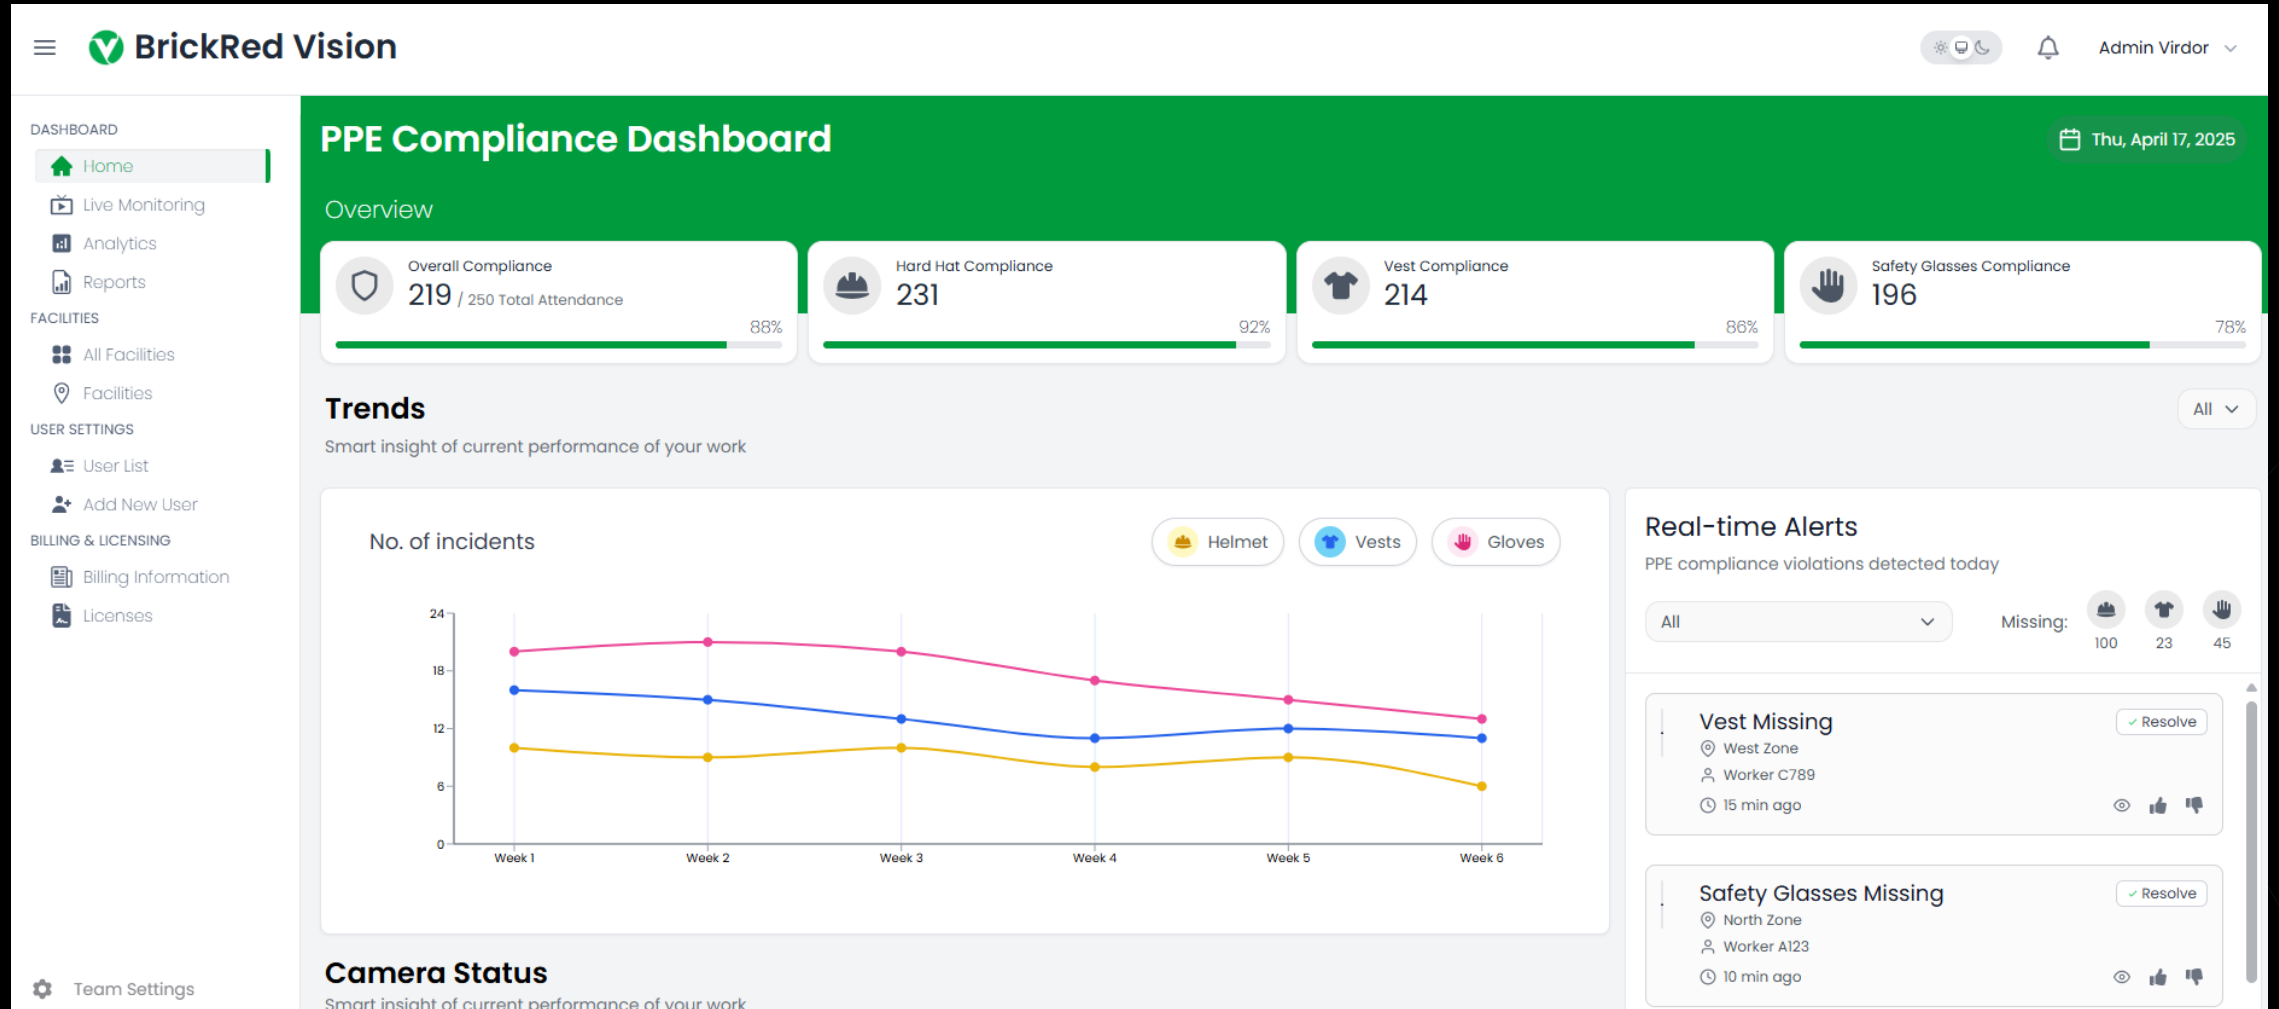 BrickRed Vision
Admin Virdor
DASHBOARD
Home
Live Monitoring
Analytics
Reports
FACILITIES
All Facilities
Facilities
USER SETTINGS
User List
Add New User
BILLING & LICENSING
Billing Information
Licenses
Team Settings
PPE Compliance Dashboard
Thu, April 17, 2025
Overview
Overall Compliance
219 / 250 Total Attendance
88%
Hard Hat Compliance
231
92%
Vest Compliance
214
86%
Safety Glasses Compliance
196
78%
Trends
All
Smart insight of current performance of your work
No. of incidents
Helmet
Vests
Gloves
24
18
12
6
0
Week 1
Week 2
Week 3
Week 4
Week 5
Week 6
Real-time Alerts
PPE compliance violations detected today
All
Missing:
100
23
45
Vest Missing
Resolve
West Zone
Worker C789
15 min ago
Safety Glasses Missing
Resolve
North Zone
Worker A123
10 min ago
Camera Status
Smart insight of current performance of your work